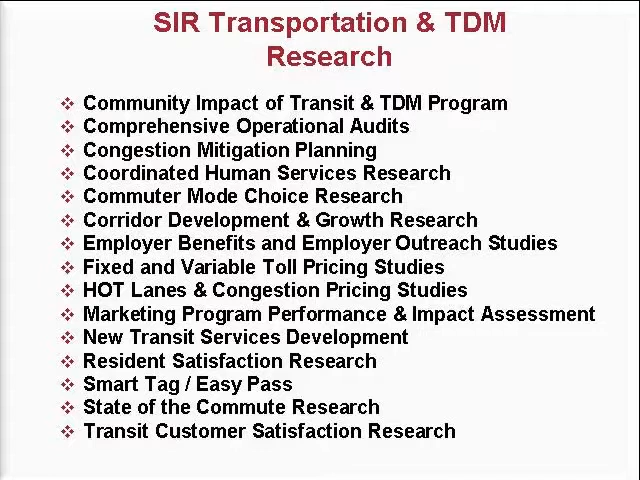 SIR Transportation & TDM
Research
Community Impact of Transit & TDM Program
Comprehensive Operational Audits
Congestion Mitigation Planning
Coordinated Human Services Research
Commuter Mode Choice Research
Corridor Development & Growth Research
Employer Benefits and Employer Outreach Studies
Fixed and Variable Toll Pricing Studies
HOT Lanes & Congestion Pricing Studies
Marketing Program Performance & Impact Assessment
New Transit Services Development
Resident Satisfaction Research
Smart Tag / Easy Pass
State of the Commute Research
Transit Customer Satisfaction Research